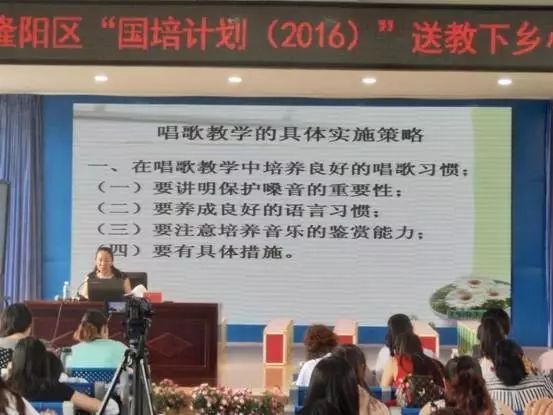 隆阳区“国培计划（2016）”送教下乡
唱歌教学的具体实施策略
一、在唱歌教学中培养良好的唱歌习惯；
（一）要讲明保护嗓音的重要性；
（二）要养成良好的语言习惯；
（三）要注意培养音乐的鉴赏能力；
（四）要有具体措施。